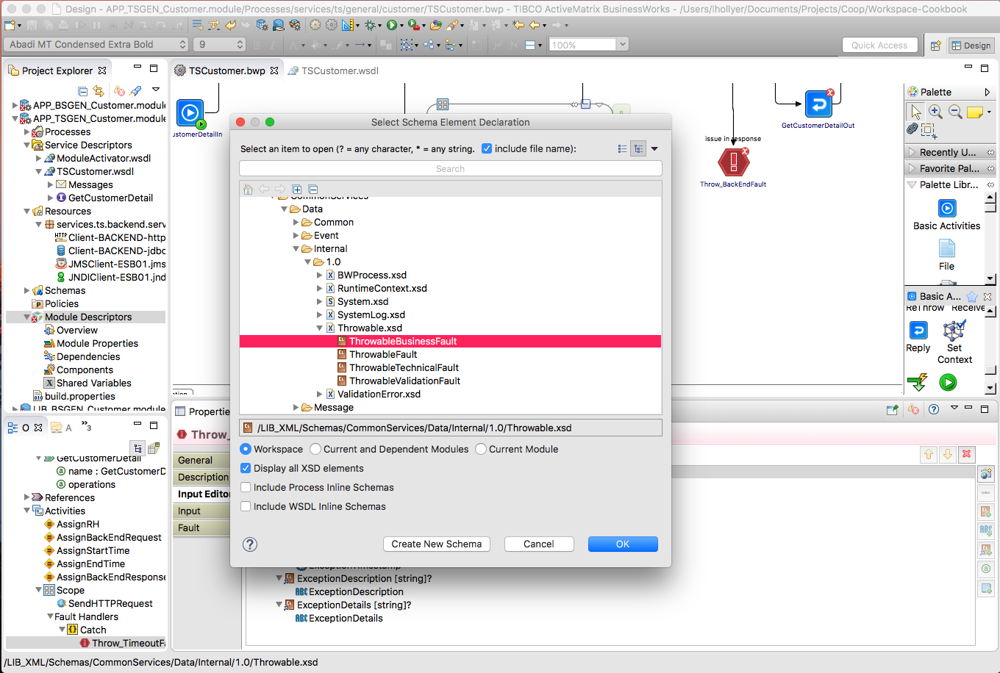 Design - APP_TSGEN_Customer.module/Processes/services/ts/general/customer/TSCustomer.bwp - TIBCO ActiveMatrix BusinessWorks - /Users/lhollyer/Documents/Projects/Coop/Workspace-Cookbook
Abadi MT Condensed Extra Bold
9
100%
Quick Access
Design
Project Explorer
APP_BSGEN_Customer.module
APP_TSGEN_Customer.module
Processes
Service Descriptors
ModuleActivator.wsdl
TSCustomer.wsdl
Messages
GetCustomerDetail
Resources
services.ts.backend.serv
Client-BACKEND-http
Client-BACKEND-jdbc
JMSClient-ESB01.jms
JNDIClient-ESB01.jnd
Schemas
Policies
Module Descriptors
Overview
Module Properties
Dependencies
Components
Shared Variables
build.properties
LIB_BSGEN_Customer.module
TSCustomer.bwp
TSCustomer.wsdl
ustomerDetailIn
issue in response
Throw_BackEndFault
GetCustomerDetailOut
Palette
Recently U...
Favorite Pal...
Palette Libr...
Basic Activities
File
Basic A...
ReThrow Receive
Reply
Set
Context
Select Schema Element Declaration
Select an item to open (? = any character, * = any string. include file name):
Search
CommonServices
Data
Common
Event
Internal
1.0
BWProcess.xsd
RuntimeContext.xsd
System.xsd
SystemLog.xsd
Throwable.xsd
ThrowableBusinessFault
ThrowableFault
ThrowableTechnicalFault
ThrowableValidationFault
ValidationError.xsd
Message
/LIB_XML/Schemas/CommonServices/Data/Internal/1.0/Throwable.xsd
Workspace Current and Dependent Modules Current Module
Display all XSD elements
Include Process Inline Schemas
Include WSDL Inline Schemas
Create New Schema
Cancel
OK
O
A
3
GetCustomerDetail
name : GetCustomerD
operations
References
Activities
AssignRH
AssignBackEndRequest
AssignStartTime
AssignEndTime
AssignBackEndResponse
Scope
SendHTTPRequest
Fault Handlers
Catch
Throw_TimeoutFa
Propertie
Throw_
General
Description
Input Editor
Input
Fault
ExceptionTimestamp
ExceptionDescription [string]?
ABC ExceptionDescription
ExceptionDetails [string]?
ABC ExceptionDetails
/LIB_XML/Schemas/CommonServices/Data/Internal/1.0/Throwable.xsd